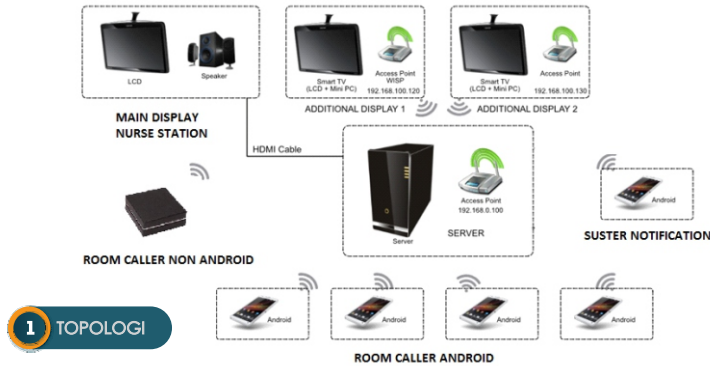 LCD
Speaker
MAIN DISPLAY
NURSE STATION
Smart TV
(LCD + Mini PC)
Access Point
WISP
192.168.100.120
ADDITIONAL DISPLAY 1
Smart TV
(LCD + Mini PC)
Access Point
192.168.100.130
ADDITIONAL DISPLAY 2
HDMI Cable
Server
Access Point
192.168.0.100
SERVER
Android
SUSTER NOTIFICATION
ROOM CALLER NON ANDROID
Android
Android
Android
Android
ROOM CALLER ANDROID
1 TOPOLOGI